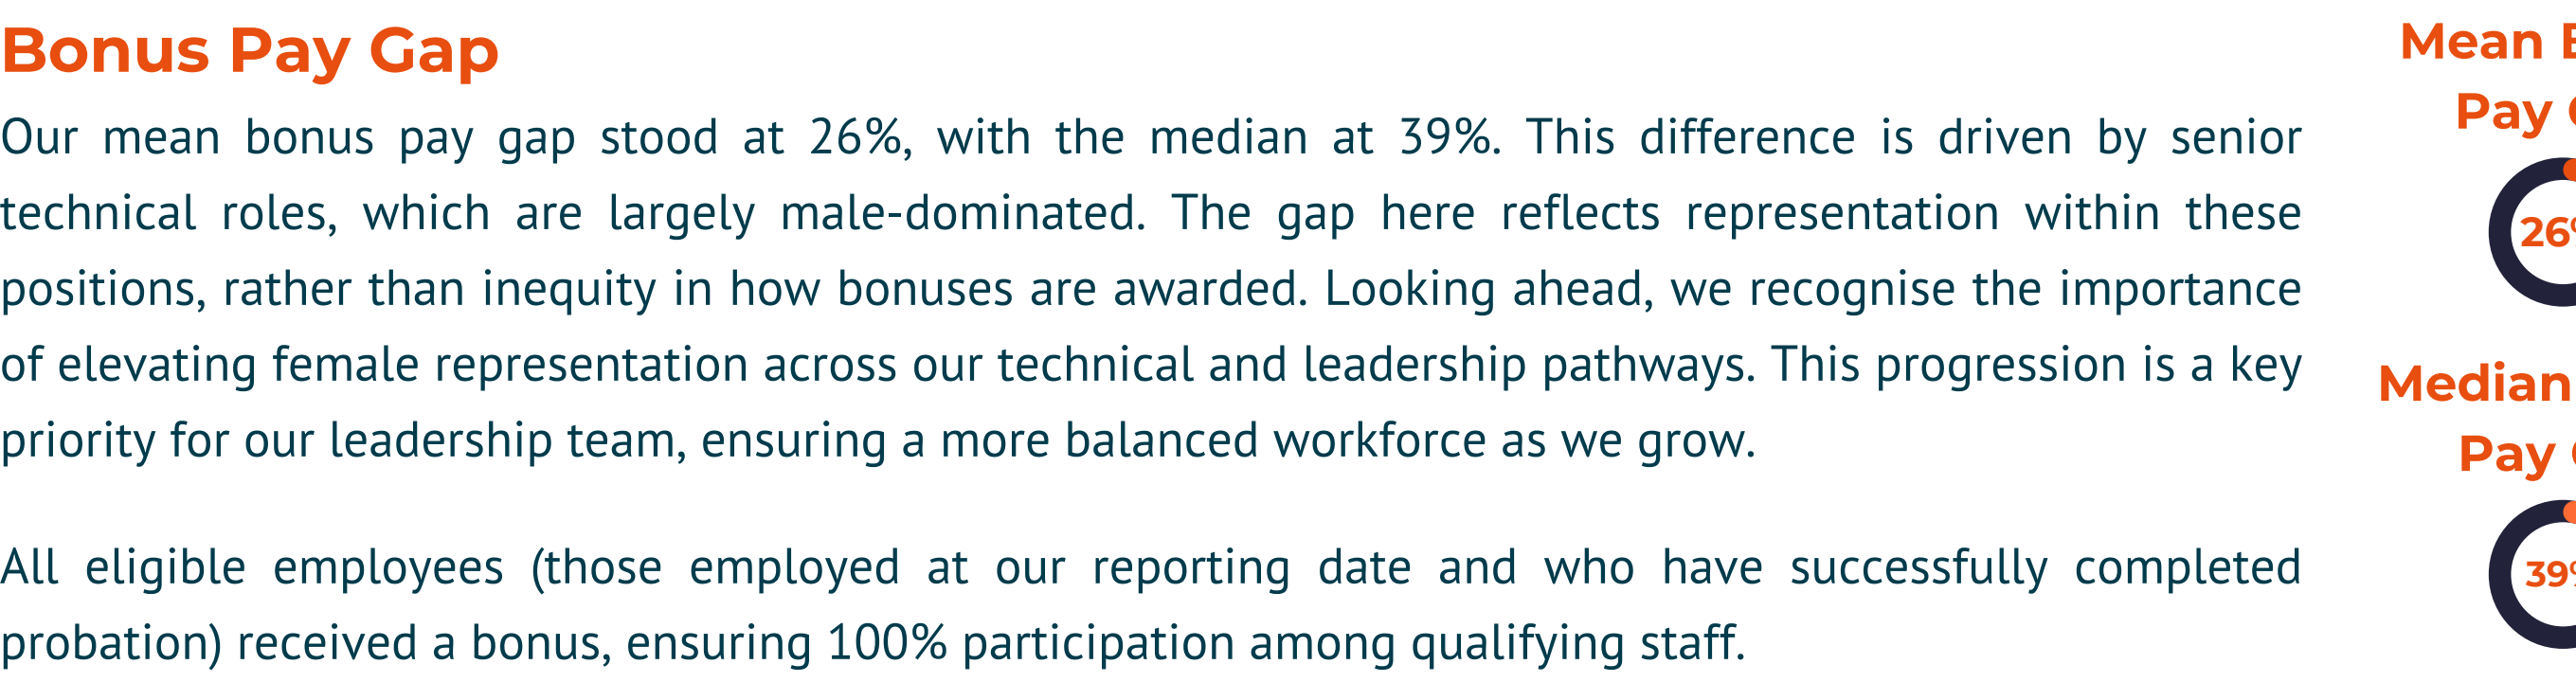 Bonus Pay Gap
Our mean bonus pay gap stood at 26%, with the median at 39%. This difference is driven by senior
technical roles, which are largely male-dominated. The gap here reflects representation within these
positions, rather than inequity in how bonuses are awarded. Looking ahead, we recognise the importance
of elevating female representation across our technical and leadership pathways. This progression is a key
priority for our leadership team, ensuring a more balanced workforce as we grow.
All eligible employees (those employed at our reporting date and who have successfully completed
probation) received a bonus, ensuring 100% participation among qualifying staff.
Mean
Pay
26%
Median
Pay
39%